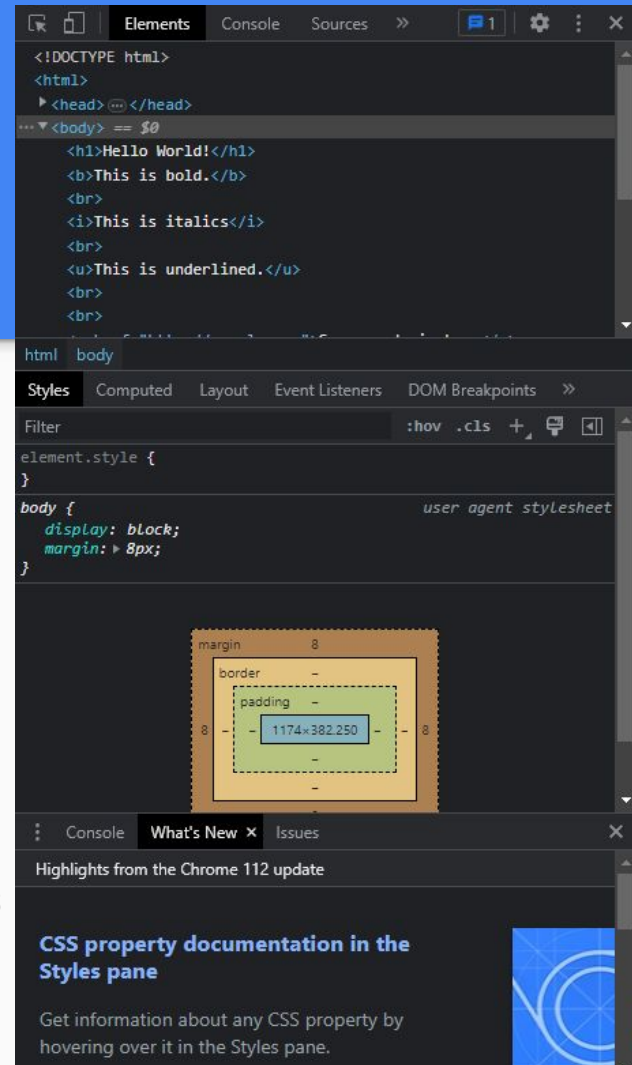 Elements Console Sources » 1
<!DOCTYPE html>
<html>
<head>…</head>
<body> == $0
<h1>Hello World!</h1>
<b>This is bold.</b>
<br>
<i>This is italics</i>
<br>
<u>This is underlined.</u>
<br>
<br>
html body
Styles Computed Layout Event Listeners DOM Breakpoints »
Filter :hov .cls +
element.style {
}
body { user agent stylesheet
display: block;
margin: 8px;
}
margin 8
border –
padding –
8 – – 1174×382.250 – – 8
–
–
Console What's New × Issues
Highlights from the Chrome 112 update
CSS property documentation in the
Styles pane
Get information about any CSS property by
hovering over it in the Styles pane.